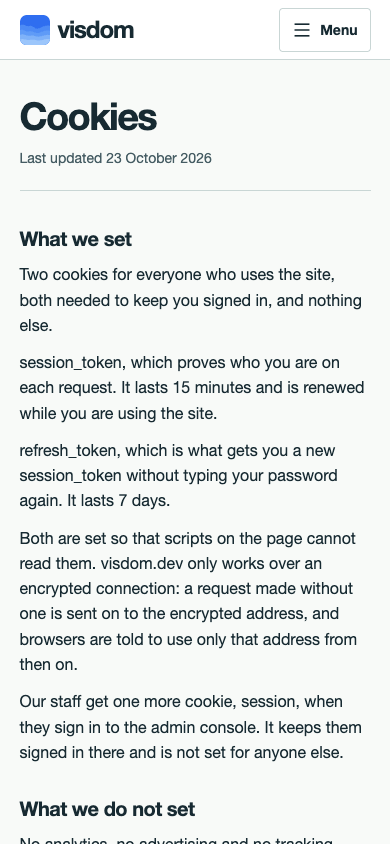 visdom
Menu
Cookies
Last updated 23 October 2026
What we set
Two cookies for everyone who uses the site,
both needed to keep you signed in, and nothing
else.
session_token, which proves who you are on
each request. It lasts 15 minutes and is renewed
while you are using the site.
refresh_token, which is what gets you a new
session_token without typing your password
again. It lasts 7 days.
Both are set so that scripts on the page cannot
read them. visdom.dev only works over an
encrypted connection: a request made without
one is sent on to the encrypted address, and
browsers are told to use only that address from
then on.
Our staff get one more cookie, session, when
they sign in to the admin console. It keeps them
signed in there and is not set for anyone else.
What we do not set
No analytics, no advertising and no tracking